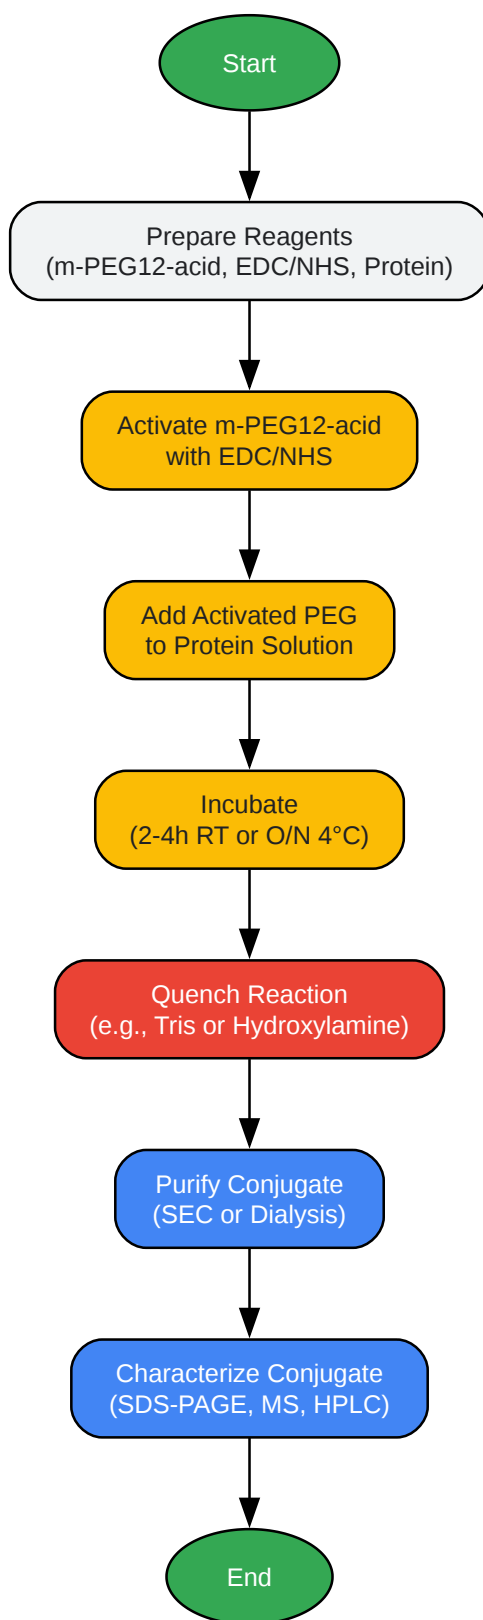 Start
Prepare Reagents
(m-PEG12-acid, EDC/NHS, Protein)
Activate m-PEG12-acid
with EDC/NHS
Add Activated PEG
to Protein Solution
Incubate
(2-4h RT or O/N 4°C)
Quench Reaction
(e.g., Tris or Hydroxylamine)
Purify Conjugate
(SEC or Dialysis)
Characterize Conjugate
(SDS-PAGE, MS, HPLC)
End